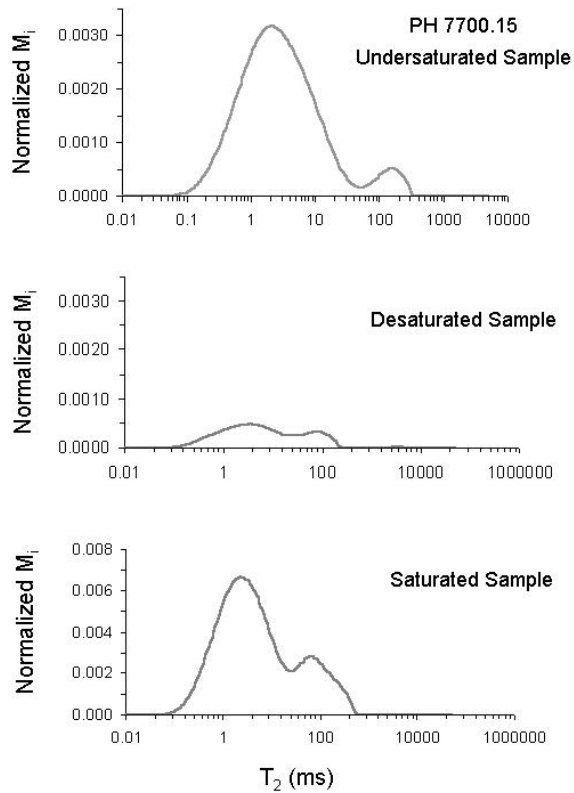 PH 7700.15
Undersaturated Sample
Normalized Mi
0.0030
0.0020
0.0010
0.0000
0.01 0.1 1 10 100 1000 10000
Desaturated Sample
Normalized Mi
0.0030
0.0020
0.0010
0.0000
0.01 1 100 10000 1000000
Saturated Sample
Normalized Mi
0.008
0.006
0.004
0.002
0.000
0.01 1 100 10000 1000000
T2 (ms)